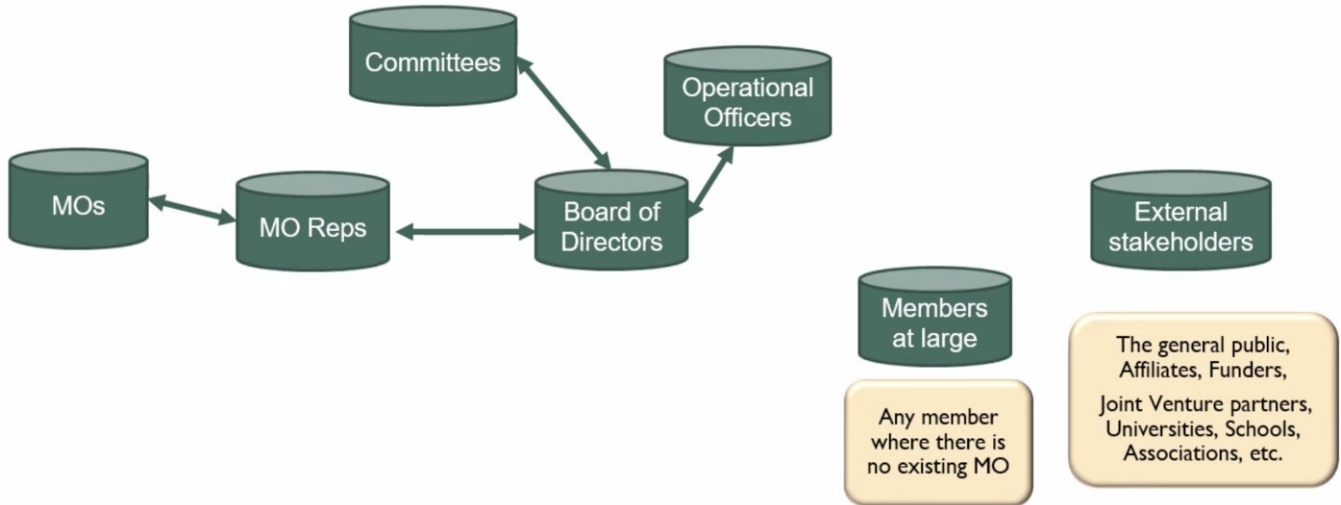 Committees
Operational
Officers
MOs
MO Reps
Board of
Directors
External
stakeholders
Members
at large
The general public,
Affiliates, Funders,
Joint Venture partners,
Universities, Schools,
Associations, etc.
Any member
where there is
no existing MO